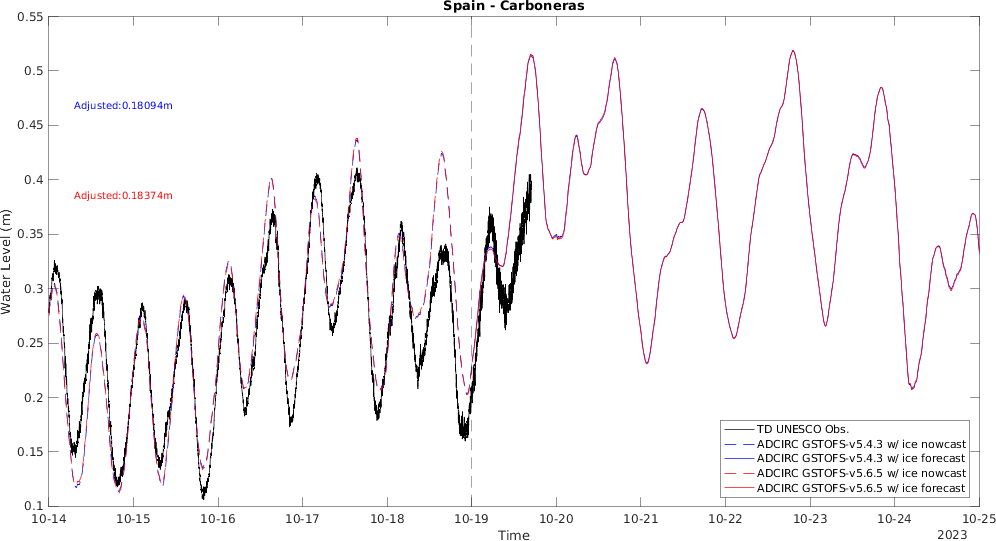 Spain - Carboneras
0.55
0.5
0.45
0.4
0.35
0.3
0.25
0.2
0.15
0.1
Water Level (m)
Adjusted:0.18094m
Adjusted:0.18374m
TD UNESCO Obs.
ADCIRC GSTOFS-v5.4.3 w/ ice nowcast
ADCIRC GSTOFS-v5.4.3 w/ ice forecast
ADCIRC GSTOFS-v5.6.5 w/ ice nowcast
ADCIRC GSTOFS-v5.6.5 w/ ice forecast
10-14 10-15 10-16 10-17 10-18 10-19 10-20 10-21 10-22 10-23 10-24 10-25
Time
2023